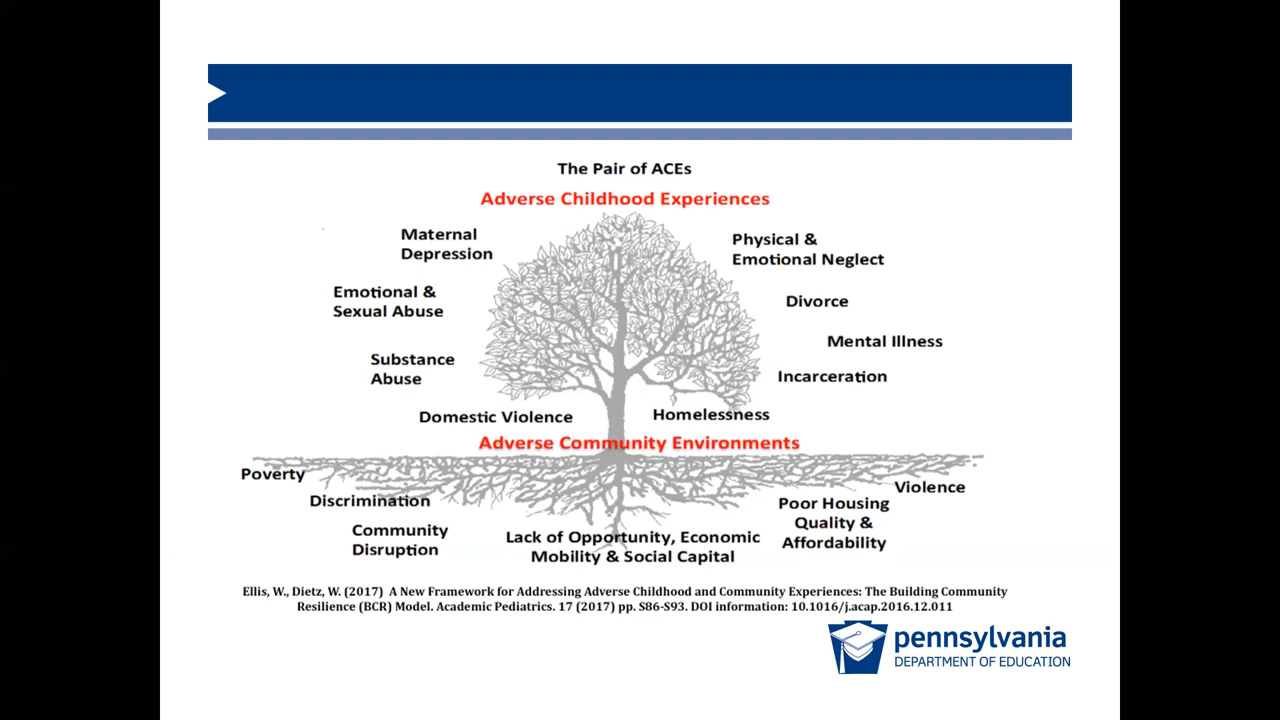 The Pair of ACEs
Adverse Childhood Experiences
Maternal
Depression
Physical &
Emotional Neglect
Emotional &
Sexual Abuse
Divorce
Mental Illness
Substance
Abuse
Incarceration
Domestic Violence
Homelessness
Adverse Community Environments
Poverty
Violence
Discrimination
Poor Housing
Quality &
Affordability
Community
Disruption
Lack of Opportunity, Economic
Mobility & Social Capital
Ellis, W., Dietz, W. (2017) A New Framework for Addressing Adverse Childhood and Community Experiences: The Building Community
Resilience (BCR) Model. Academic Pediatrics. 17 (2017) pp. S86-S93. DOI information: 10.1016/j.acap.2016.12.011
pennsylvania
DEPARTMENT OF EDUCATION